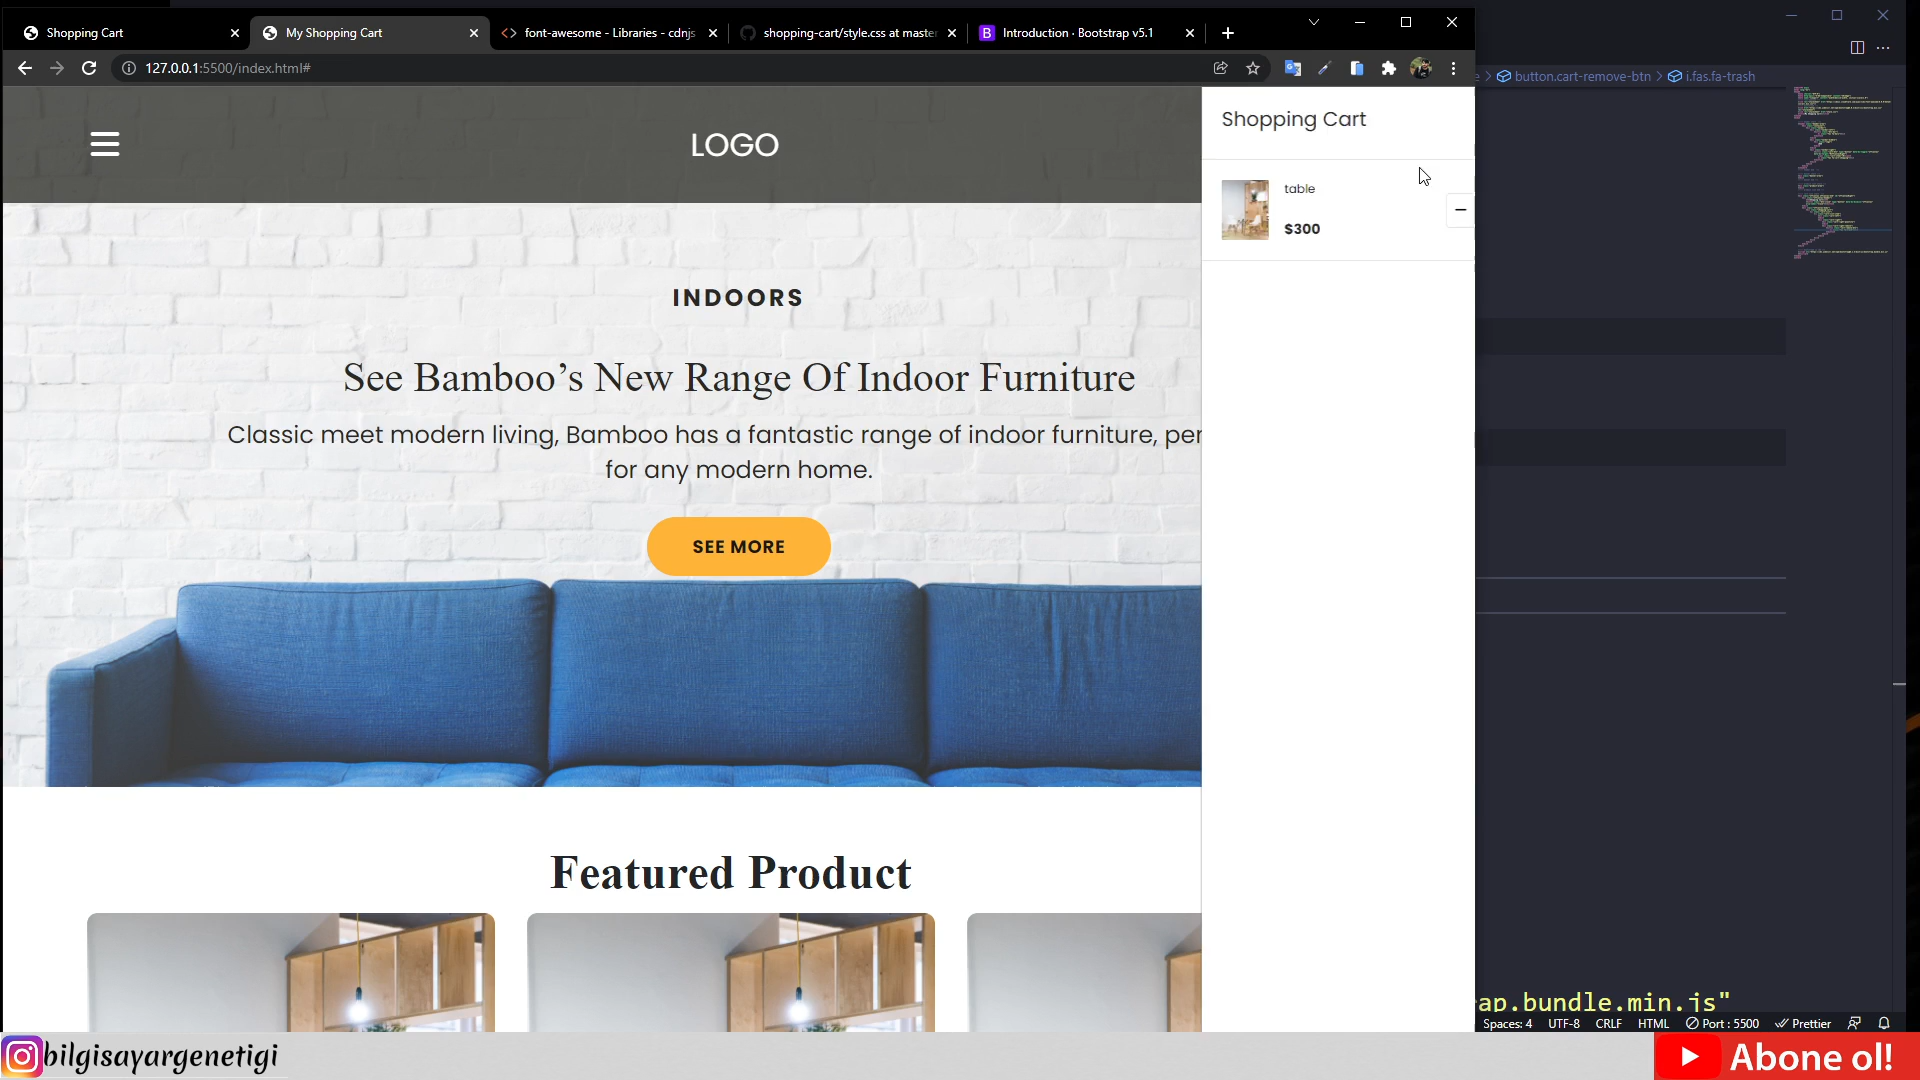 Shopping Cart
My Shopping Cart
font-awesome - Libraries - cdnjs
shopping-cart/style.css at master
Introduction · Bootstrap v5.1
127.0.0.1:5500/index.html#
button.cart-remove-btn
i.fas.fa-trash
LOGO
Shopping Cart
table
$300
INDOORS
See Bamboo’s New Range Of Indoor Furniture
Classic meet modern living, Bamboo has a fantastic range of indoor furniture, per
for any modern home.
SEE MORE
Featured Product
ap.bundle.min.js"
Spaces: 4 UTF-8 CRLF HTML Port : 5500 Prettier
bilgisayargenetigi
Abone ol!